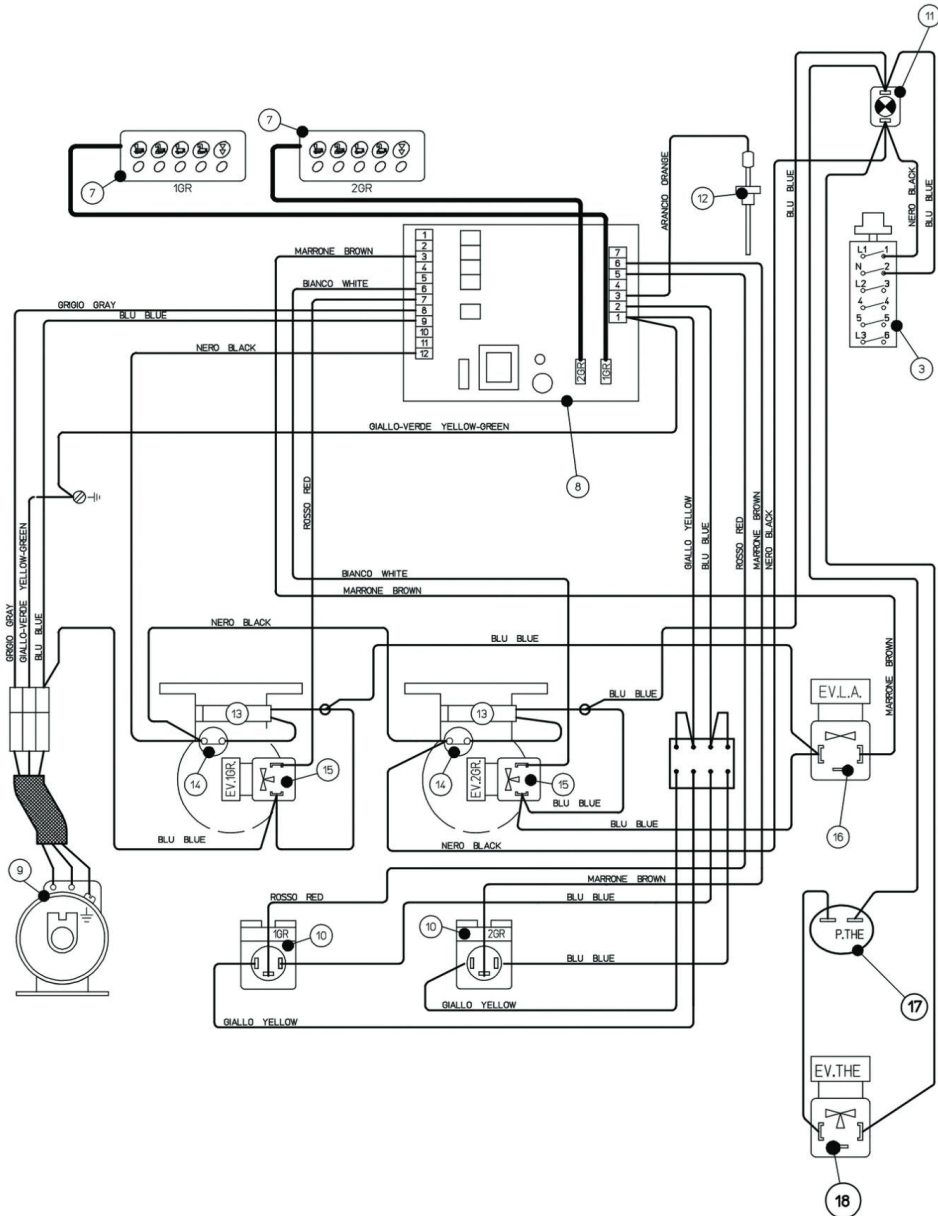 11
7
7
1GR
2GR
12
ARANCIO ORANGE
BLU BLUE
NERO BLACK
BLU BLUE
L1 1
N 2
L2 3
4 4
5 5
L3 6
3
1
2
3
4
5
6
7
8
9
10
11
12
7
6
5
4
3
2
1
MARRONE BROWN
BIANCO WHITE
GRIGIO GRAY
BLU BLUE
NERO BLACK
2GR
1GR
GIALLO-VERDE YELLOW-GREEN
8
ROSSO RED
GIALLO YELLOW
BLU BLUE
ROSSO RED
MARRONE BROWN
NERO BLACK
GRIGIO GRAY
GIALLO-VERDE YELLOW-GREEN
BLU BLUE
BIANCO WHITE
MARRONE BROWN
NERO BLACK
BLU BLUE
BLU BLUE
MARRONE BROWN
13
13
14
14
EV.1GR.
EV.2GR.
15
15
EV.L.A.
16
BLU BLUE
BLU BLUE
BLU BLUE
NERO BLACK
9
ROSSO RED
MARRONE BROWN
BLU BLUE
1GR
10
10
2GR
BLU BLUE
GIALLO YELLOW
GIALLO YELLOW
P.THE
17
EV.THE
18